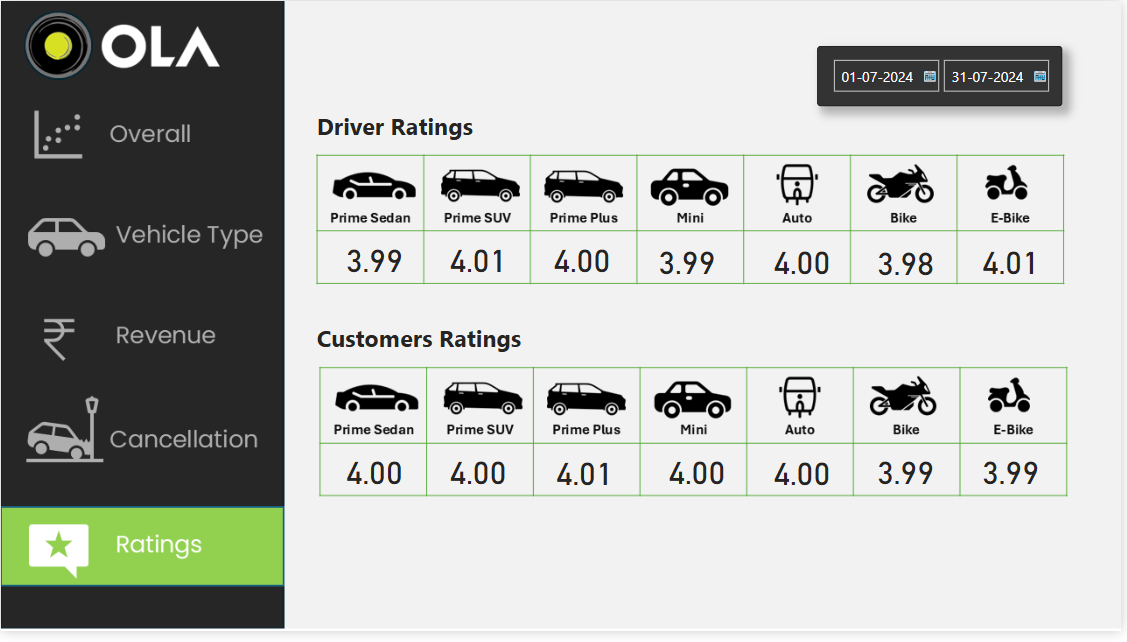 OLA
Overall
Vehicle Type
Revenue
Cancellation
Ratings
01-07-2024 31-07-2024
Driver Ratings
Prime Sedan Prime SUV Prime Plus Mini Auto Bike E-Bike
3.99 4.01 4.00 3.99 4.00 3.98 4.01
Customers Ratings
Prime Sedan Prime SUV Prime Plus Mini Auto Bike E-Bike
4.00 4.00 4.01 4.00 4.00 3.99 3.99